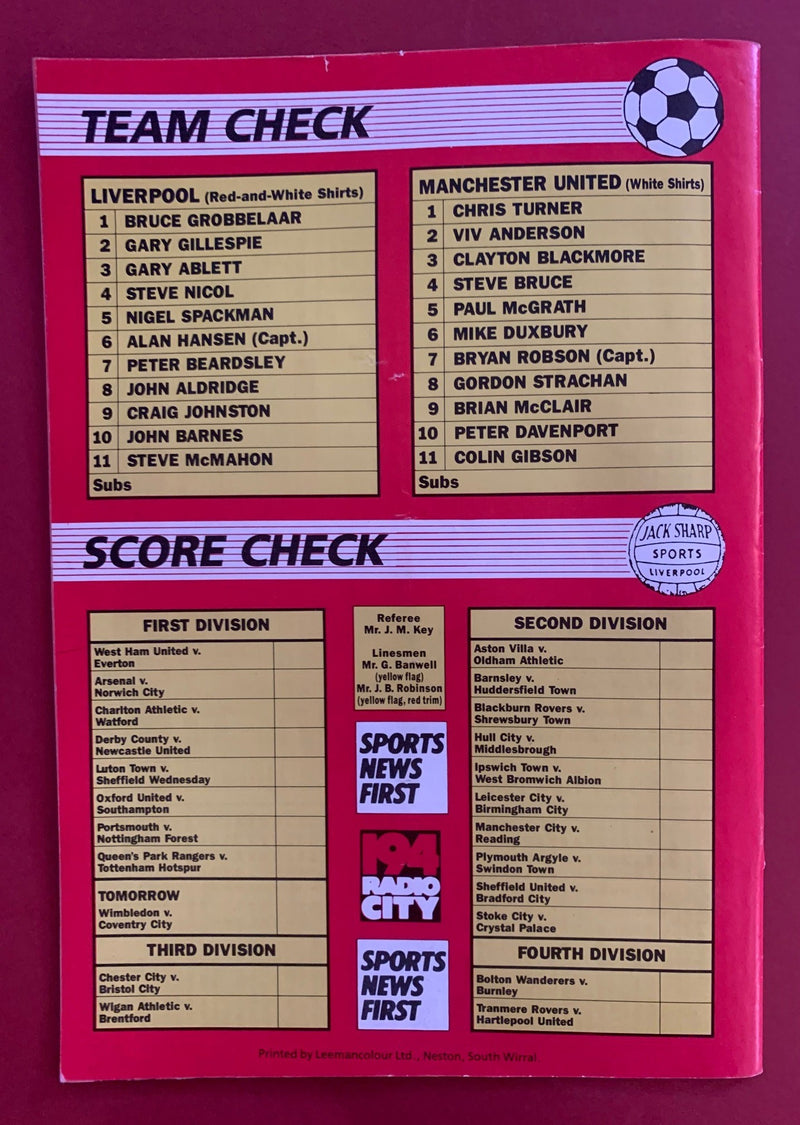 TEAM CHECK
LIVERPOOL (Red-and-White Shirts)
1 BRUCE GROBBELAAR
2 GARY GILLESPIE
3 GARY ABLETT
4 STEVE NICOL
5 NIGEL SPACKMAN
6 ALAN HANSEN (Capt.)
7 PETER BEARDSLEY
8 JOHN ALDRIDGE
9 CRAIG JOHNSTON
10 JOHN BARNES
11 STEVE McMAHON
Subs
MANCHESTER UNITED (White Shirts)
1 CHRIS TURNER
2 VIV ANDERSON
3 CLAYTON BLACKMORE
4 STEVE BRUCE
5 PAUL McGRATH
6 MIKE DUXBURY
7 BRYAN ROBSON (Capt.)
8 GORDON STRACHAN
9 BRIAN McCLAIR
10 PETER DAVENPORT
11 COLIN GIBSON
Subs
SCORE CHECK
JACK SHARP
SPORTS
LIVERPOOL
FIRST DIVISION
West Ham United v.
Everton
Arsenal v.
Norwich City
Charlton Athletic v.
Watford
Derby County v.
Newcastle United
Luton Town v.
Sheffield Wednesday
Oxford United v.
Southampton
Portsmouth v.
Nottingham Forest
Queen's Park Rangers v.
Tottenham Hotspur
TOMORROW
Wimbledon v.
Coventry City
THIRD DIVISION
Chester City v.
Bristol City
Wigan Athletic v.
Brentford
Referee
Mr. J. M. Key
Linesmen
Mr. G. Banwell
(yellow flag)
Mr. J. B. Robinson
(yellow flag, red trim)
SPORTS
NEWS
FIRST
194
RADIO
CITY
SPORTS
NEWS
FIRST
SECOND DIVISION
Aston Villa v.
Oldham Athletic
Barnsley v.
Huddersfield Town
Blackburn Rovers v.
Shrewsbury Town
Hull City v.
Middlesbrough
Ipswich Town v.
West Bromwich Albion
Leicester City v.
Birmingham City
Manchester City v.
Reading
Plymouth Argyle v.
Swindon Town
Sheffield United v.
Bradford City
Stoke City v.
Crystal Palace
FOURTH DIVISION
Bolton Wanderers v.
Burnley
Tranmere Rovers v.
Hartlepool United
Printed by Leemancolour Ltd., Neston, South Wirral.